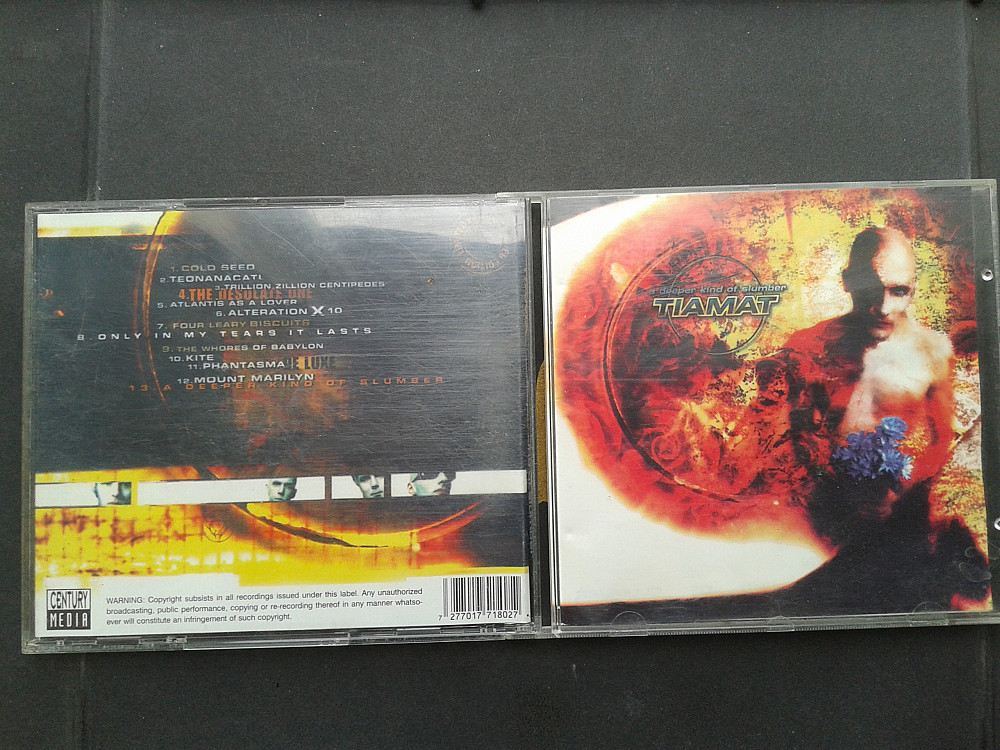 1. COLD SEED
2. TEONANACATL
3. TRILLION ZILLION CENTIPEDES
4. THE DESOLATE ONE
5. ATLANTIS AS A LOVER
6. ALTERATION X 10
7. FOUR LEARY BISCUITS
8. ONLY IN MY TEARS IT LASTS
9. THE WHORES OF BABYLON
10. KITE
11. PHANTASMA DE LUXE
12. MOUNT MARILYN
13. A DEEPER KIND OF SLUMBER
CENTURY
MEDIA
WARNING: Copyright subsists in all recordings issued under this label. Any unauthorized
broadcasting, public performance, copying or re-recording thereof in any manner whatso-
ever will constitute an infringement of such copyright.
7 277017 718027
a deeper kind of slumber
TIAMAT